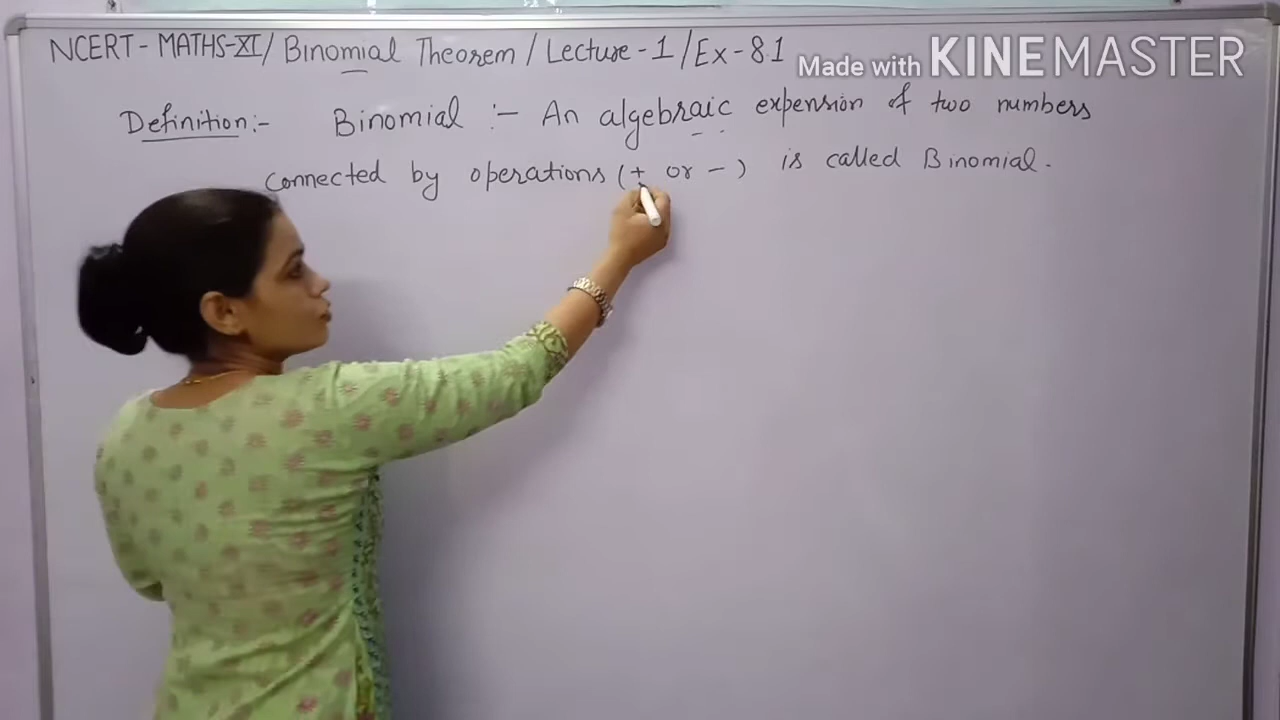 NCERT - MATHS-XI / Binomial Theorem / Lecture - 1 / Ex - 8.1
Made with KINEMASTER
Definition:- Binomial :- An algebraic expension of two numbers
connected by operations (+ or -) is called Binomial.